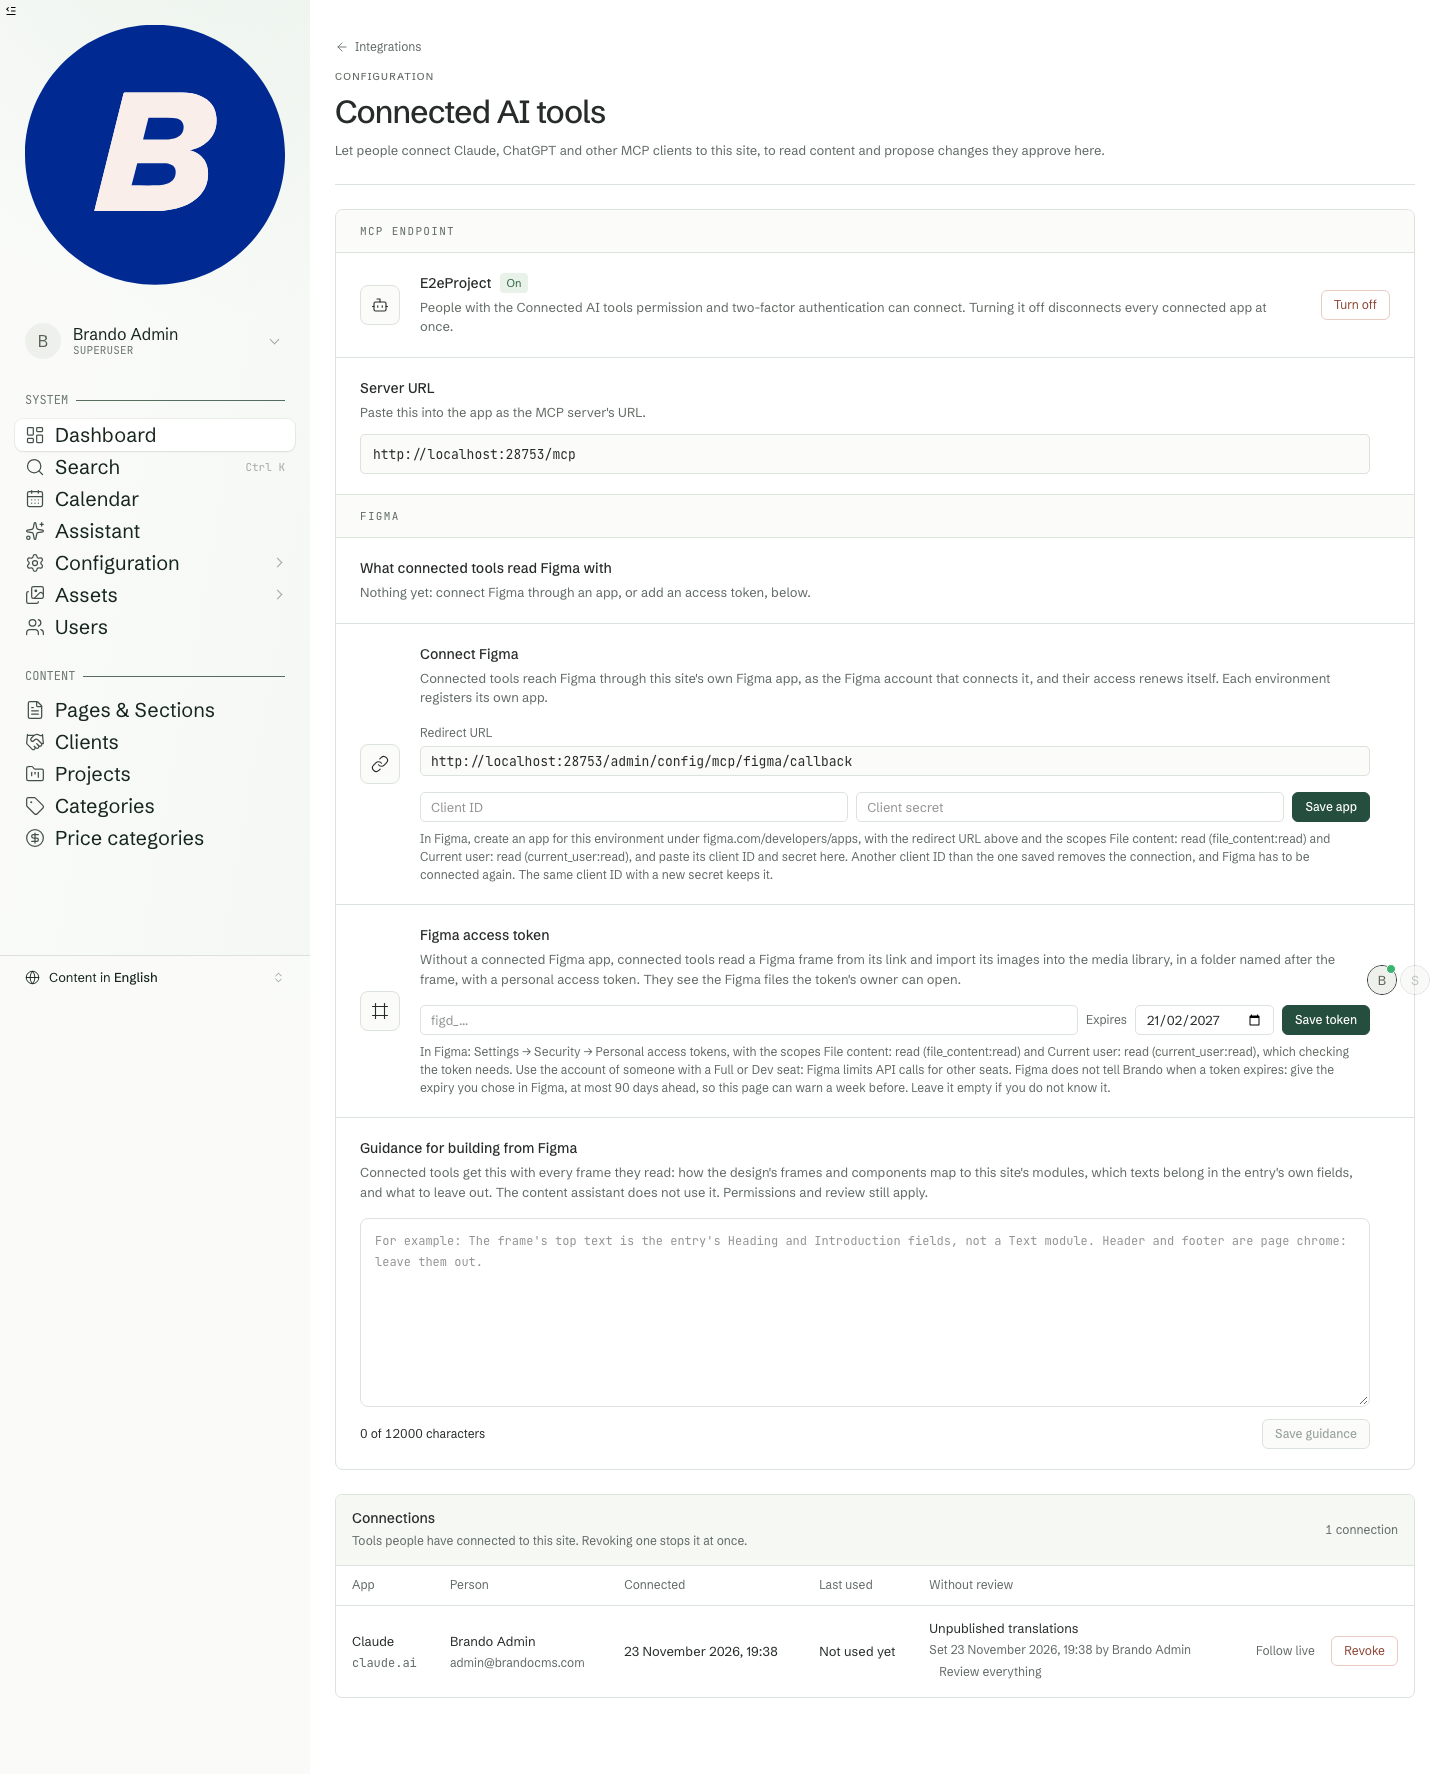 B
B
Brando Admin
SUPERUSER
SYSTEM
Dashboard
Search
Ctrl K
Calendar
Assistant
Configuration
Assets
Users
CONTENT
Pages & Sections
Clients
Projects
Categories
Price categories
Content in English
← Integrations
CONFIGURATION
Connected AI tools
Let people connect Claude, ChatGPT and other MCP clients to this site, to read content and propose changes they approve here.
MCP ENDPOINT
E2eProject
On
People with the Connected AI tools permission and two-factor authentication can connect. Turning it off disconnects every connected app at
once.
Turn off
Server URL
Paste this into the app as the MCP server's URL.
http://localhost:28753/mcp
FIGMA
What connected tools read Figma with
Nothing yet: connect Figma through an app, or add an access token, below.
Connect Figma
Connected tools reach Figma through this site's own Figma app, as the Figma account that connects it, and their access renews itself. Each environment
registers its own app.
Redirect URL
http://localhost:28753/admin/config/mcp/figma/callback
Client ID
Client secret
Save app
In Figma, create an app for this environment under figma.com/developers/apps, with the redirect URL above and the scopes File content: read (file_content:read) and
Current user: read (current_user:read), and paste its client ID and secret here. Another client ID than the one saved removes the connection, and Figma has to be
connected again. The same client ID with a new secret keeps it.
Figma access token
Without a connected Figma app, connected tools read a Figma frame from its link and import its images into the media library, in a folder named after the
frame, with a personal access token. They see the Figma files the token's owner can open.
B
S
figd_...
Expires
21/02/2027
Save token
In Figma: Settings → Security → Personal access tokens, with the scopes File content: read (file_content:read) and Current user: read (current_user:read), which checking
the token needs. Use the account of someone with a Full or Dev seat: Figma limits API calls for other seats. Figma does not tell Brando when a token expires: give the
expiry you chose in Figma, at most 90 days ahead, so this page can warn a week before. Leave it empty if you do not know it.
Guidance for building from Figma
Connected tools get this with every frame they read: how the design's frames and components map to this site's modules, which texts belong in the entry's own fields,
and what to leave out. The content assistant does not use it. Permissions and review still apply.
For example: The frame's top text is the entry's Heading and Introduction fields, not a Text module. Header and footer are page chrome:
leave them out.
0 of 12000 characters
Save guidance
Connections
Tools people have connected to this site. Revoking one stops it at once.
1 connection
App
Person
Connected
Last used
Without review
Claude
claude.ai
Brando Admin
admin@brandocms.com
23 November 2026, 19:38
Not used yet
Unpublished translations
Set 23 November 2026, 19:38 by Brando Admin
Review everything
Follow live
Revoke